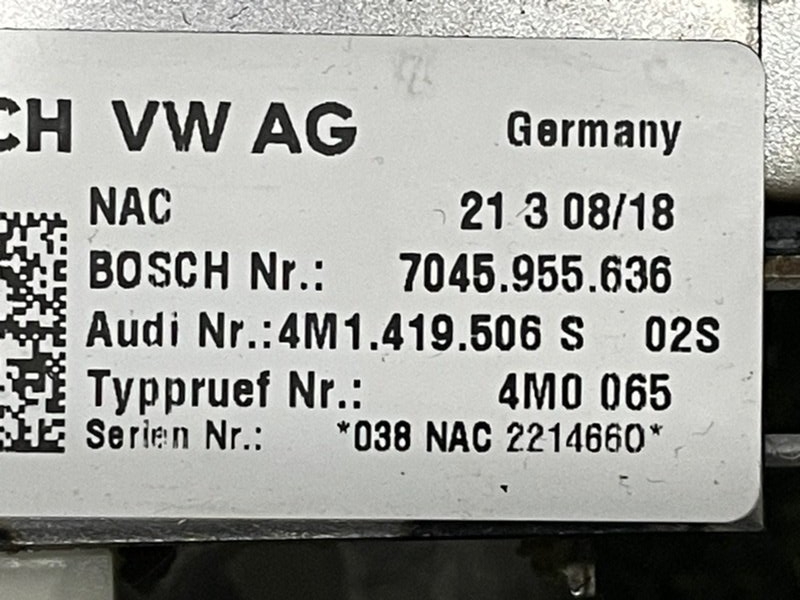 CH VW AG Germany
NAC 21 3 08/18
BOSCH Nr.: 7045.955.636
Audi Nr.:4M1.419.506 S 02S
Typpruef Nr.: 4M0 065
Serien Nr.: *038 NAC 2214660*